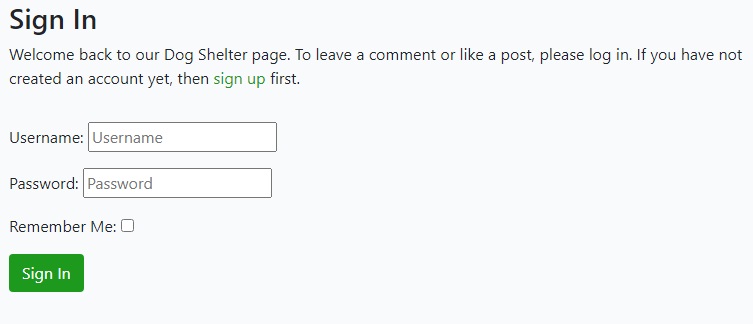 Sign In
Welcome back to our Dog Shelter page. To leave a comment or like a post, please log in. If you have not
created an account yet, then sign up first.
Username: Username
Password: Password
Remember Me:
Sign In